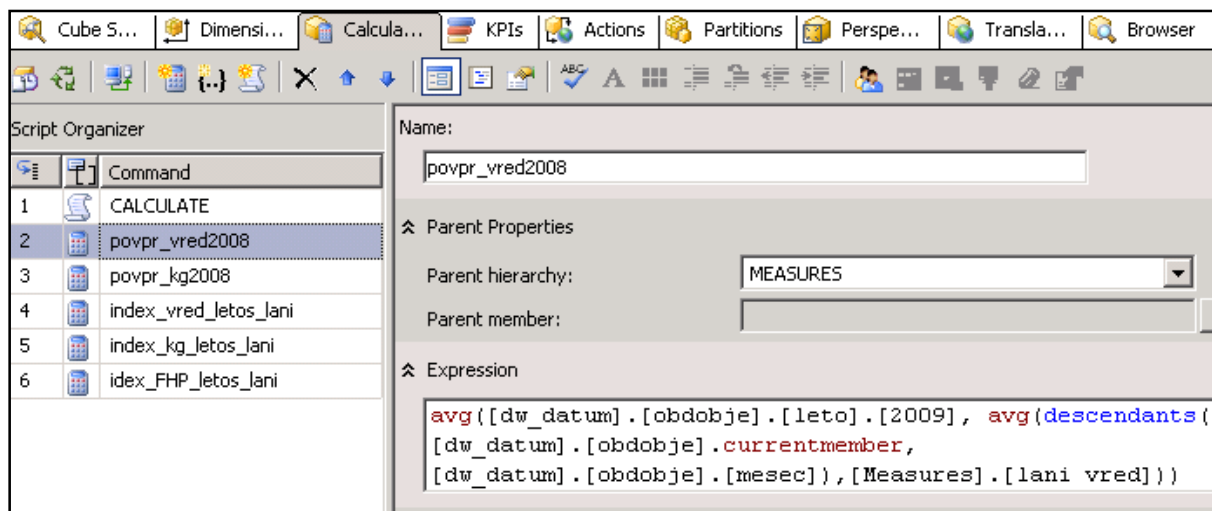 Cube S... Dimensi... Calcula... KPIs Actions Partitions Perspe... Transla... Browser
Script Organizer
Command
1 CALCULATE
2 povpr_vred2008
3 povpr_kg2008
4 index_vred_letos_lani
5 index_kg_letos_lani
6 idex_FHP_letos_lani
Name:
povpr_vred2008
Parent Properties
Parent hierarchy: MEASURES
Parent member:
Expression
avg([dw_datum].[obdobje].[leto].[2009], avg(descendants(
[dw_datum].[obdobje].currentmember,
[dw_datum].[obdobje].[mesec]),[Measures].[lani vred]))